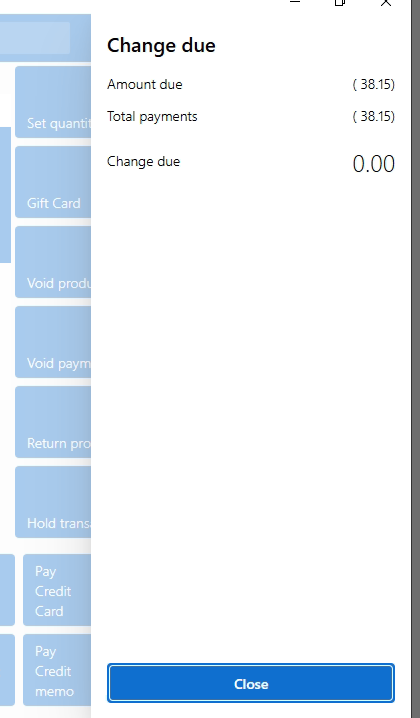 Change due
Amount due ( 38.15)
Total payments ( 38.15)
Change due 0.00
Set quantit
Gift Card
Void produ
Void paym
Return pro
Hold transa
Pay
Credit
Card
Pay
Credit
memo
Close